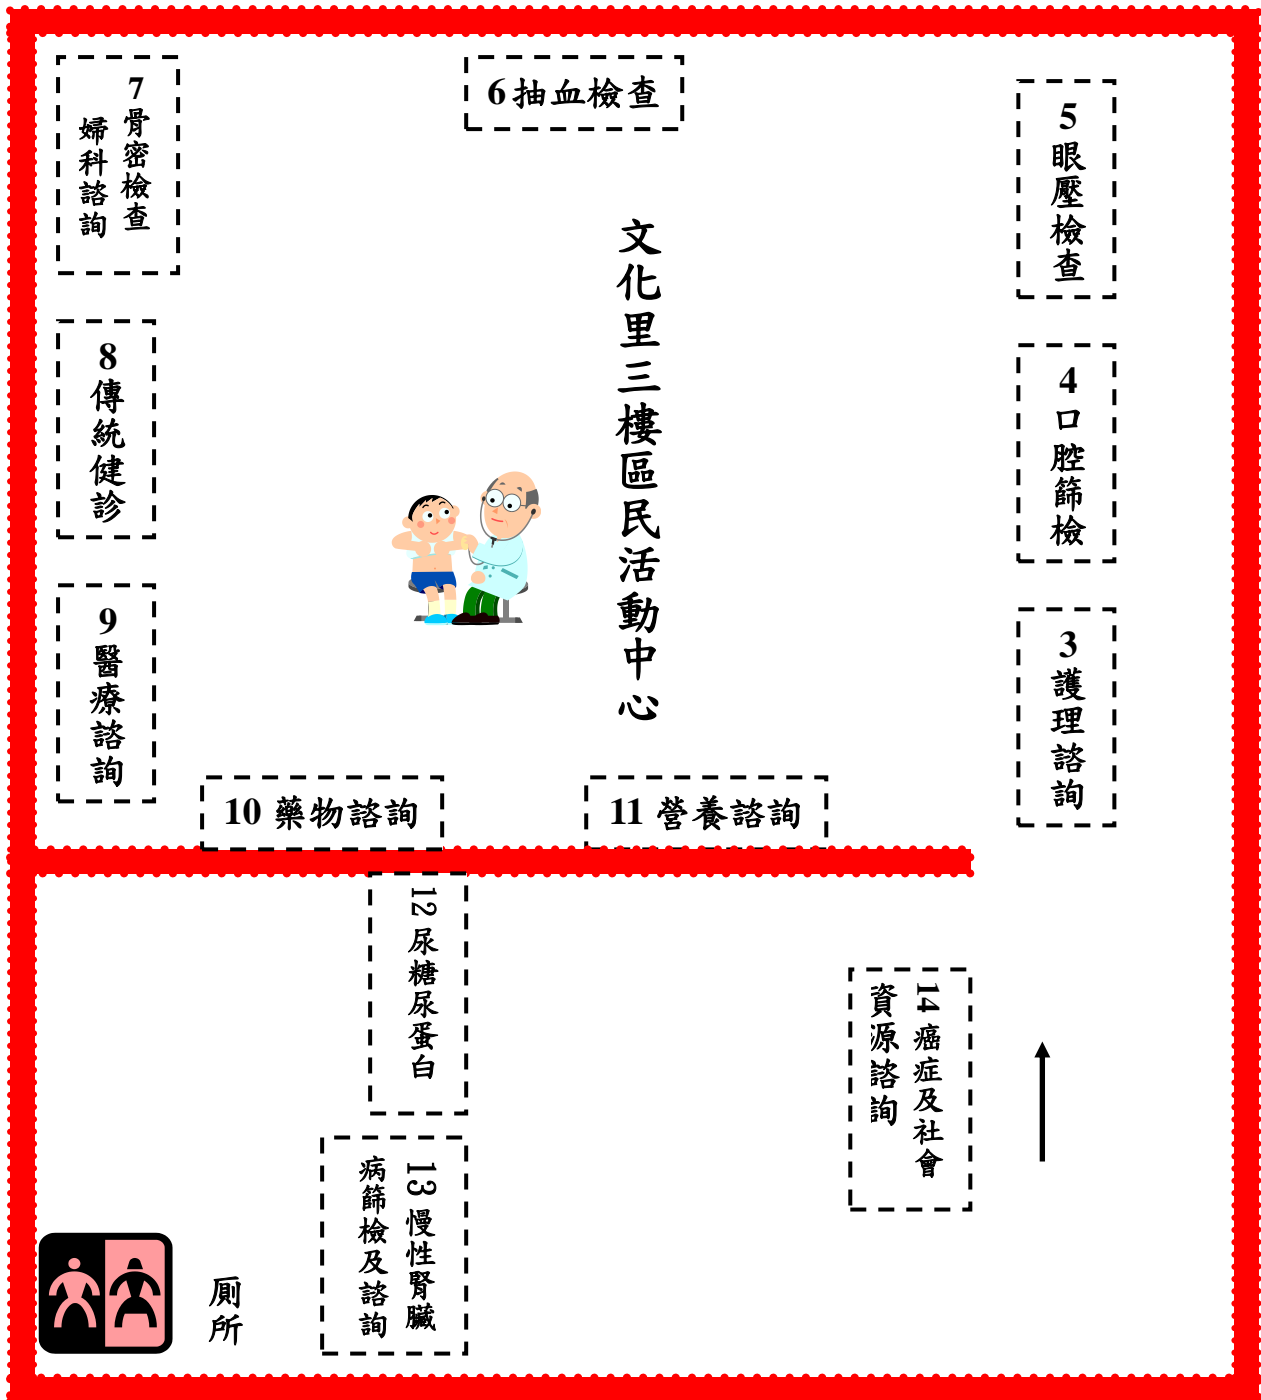 7骨密檢查
婦科諮詢
6抽血檢查
5眼壓檢查
文化里三樓區民活動中心
8傳統健診
4口腔篩檢
9醫療諮詢
3護理諮詢
10 藥物諮詢
11 營養諮詢
12 尿糖尿蛋白
14 癌症及社會
資源諮詢
13 慢性腎臟
病篩檢及諮詢
厠所